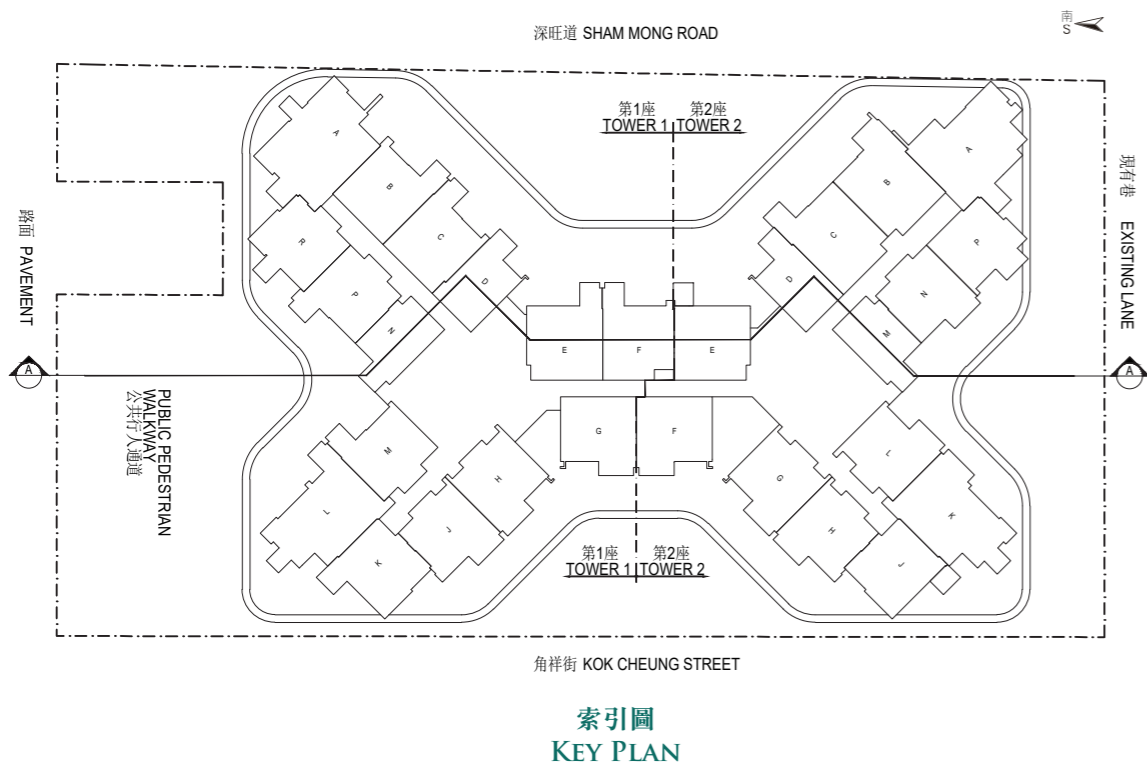 南
S
深旺道 SHAM MONG ROAD
第1座 第2座
TOWER 1 TOWER 2
現有巷 EXISTING LANE
路面 PAVEMENT
A
B
C
D
R
P
N
E
F
E
A
B
C
D
P
N
M
A
A
PUBLIC PEDESTRIAN
WALKWAY
公共行人通道
M
L
K
J
H
G
F
G
H
J
L
K
第1座 第2座
TOWER 1 TOWER 2
角祥街 KOK CHEUNG STREET
索引圖
KEY PLAN